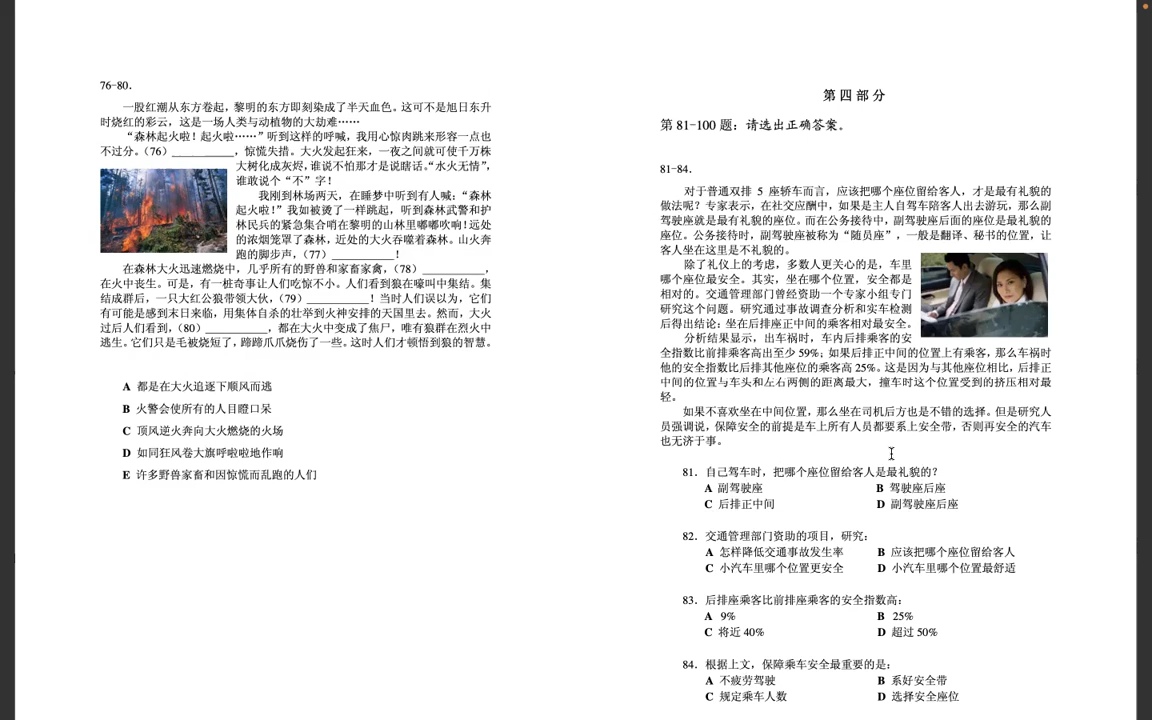 76-80.
一股红潮从东方卷起，黎明的东方即刻染成了半天血色。这可不是旭日东升
时烧红的彩云，这是一场人类与动植物的大劫难……
“森林起火啦！起火啦……”听到这样的呼喊，我用心惊肉跳来形容一点也
不过分。（76）___________，惊慌失措。大火发起狂来，一夜之间就可使千万株
大树化成灰烬，谁说不怕那才是说瞎话。“水火无情”，
谁敢说个“不”字！
我刚到林场两天，在睡梦中听到有人喊：“森林
起火啦！”我如被烫了一样跳起，听到森林武警和护
林民兵的紧急集合哨在黎明的山林里嘟嘟吹响！远处
的浓烟笼罩了森林，近处的大火吞噬着森林。山火奔
跑的脚步声，（77）___________！
在森林大火迅速燃烧中，几乎所有的野兽和家畜家禽，（78）___________，
在火中丧生。可是，有一桩奇事让人们吃惊不小。人们看到狼在嚎叫中集结。集
结成群后，一只大红公狼带领大伙，（79）___________！当时人们误以为，它们
有可能是感到末日来临，用集体自杀的壮举到火神安排的天国里去。然而，大火
过后人们看到，（80）___________，都在大火中变成了焦尸，唯有狼群在烈火中
逃生。它们只是毛被烧短了，蹄蹄爪爪烧伤了一些。这时人们才顿悟到狼的智慧。
A 都是在大火追逐下顺风而逃
B 火警会使所有的人目瞪口呆
C 顶风逆火奔向大火燃烧的火场
D 如同狂风卷大旗呼啦啦地作响
E 许多野兽家畜和因惊慌而乱跑的人们
第四部分
第 81-100 题：请选出正确答案。
81-84.
对于普通双排 5 座轿车而言，应该把哪个座位留给客人，才是最有礼貌的
做法呢？专家表示，在社交应酬中，如果是主人自驾车陪客人出去游玩，那么副
驾驶座就是最有礼貌的座位。而在公务接待中，副驾驶座后面的座位是最礼貌的
座位。公务接待时，副驾驶座被称为“随员座”，一般是翻译、秘书的位置，让
客人坐在这里是不礼貌的。
除了礼仪上的考虑，多数人更关心的是，车里
哪个座位最安全。其实，坐在哪个位置，安全都是
相对的。交通管理部门曾经资助一个专家小组专门
研究这个问题。研究通过事故调查分析和实车检测
后得出结论：坐在后排座正中间的乘客相对最安全。
分析结果显示，出车祸时，车内后排乘客的安
全指数比前排乘客高出至少 59%；如果后排正中间的位置上有乘客，那么车祸时
他的安全指数比后排其他座位的乘客高 25%。这是因为与其他座位相比，后排正
中间的位置与车头和左右两侧的距离最大，撞车时这个位置受到的挤压相对最
轻。
如果不喜欢坐在中间位置，那么坐在司机后方也是不错的选择。但是研究人
员强调说，保障安全的前提是车上所有人员都要系上安全带，否则再安全的汽车
也无济于事。
81. 自己驾车时，把哪个座位留给客人是最礼貌的？
A 副驾驶座 B 驾驶座后座
C 后排正中间 D 副驾驶座后座
82. 交通管理部门资助的项目，研究：
A 怎样降低交通事故发生率 B 应该把哪个座位留给客人
C 小汽车里哪个位置更安全 D 小汽车里哪个位置最舒适
83. 后排座乘客比前排座乘客的安全指数高：
A 9% B 25%
C 将近 40% D 超过 50%
84. 根据上文，保障乘车安全最重要的是：
A 不疲劳驾驶 B 系好安全带
C 规定乘车人数 D 选择安全座位